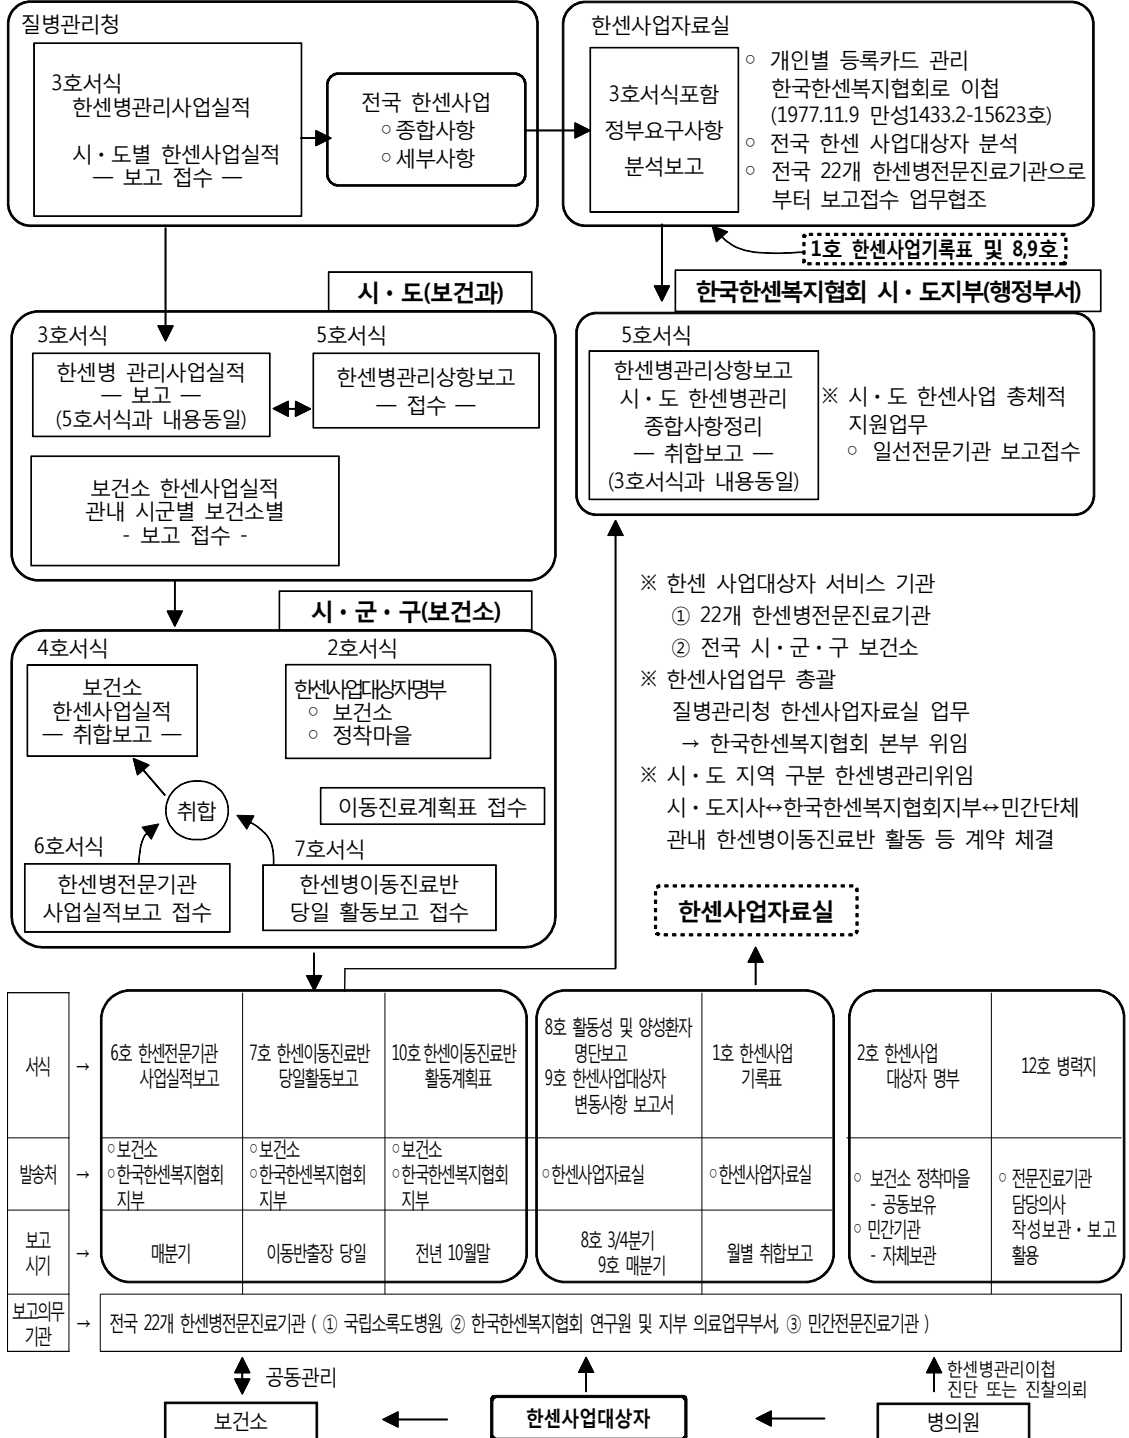 질병관리청
3호서식
한센병관리사업실적
시・도별 한센사업실적
― 보고 접수 ―
전국 한센사업
◦종합사항
◦세부사항
한센사업자료실
3호서식포함
정부요구사항
분석보고
◦ 개인별 등록카드 관리
한국한센복지협회로 이첩
(1977.11.9 만성1433.2-15623호)
◦ 전국 한센 사업대상자 분석
◦ 전국 22개 한센병전문진료기관으로
부터 보고접수 업무협조
1호 한센사업기록표 및 8,9호
시・도(보건과)
3호서식
한센병 관리사업실적
― 보고 ―
(5호서식과 내용동일)
5호서식
한센병관리상항보고
― 접수 ―
보건소 한센사업실적
관내 시군별 보건소별
- 보고 접수 -
한국한센복지협회 시・도지부(행정부서)
5호서식
한센병관리상항보고
시・도 한센병관리
종합사항정리
― 취합보고 ―
(3호서식과 내용동일)
※ 시・도 한센사업 총체적
지원업무
◦ 일선전문기관 보고접수
시・군・구(보건소)
4호서식
보건소
한센사업실적
― 취합보고 ―
2호서식
한센사업대상자명부
◦ 보건소
◦ 정착마을
취합
이동진료계획표 접수
6호서식
한센병전문기관
사업실적보고 접수
7호서식
한센병이동진료반
당일 활동보고 접수
※ 한센 사업대상자 서비스 기관
① 22개 한센병전문진료기관
② 전국 시・군・구 보건소
※ 한센사업업무 총괄
질병관리청 한센사업자료실 업무
→ 한국한센복지협회 본부 위임
※ 시・도 지역 구분 한센병관리위임
시・도지사↔한국한센복지협회지부↔민간단체
관내 한센병이동진료반 활동 등 계약 체결
한센사업자료실
서식 →
6호 한센전문기관
사업실적보고
7호 한센이동진료반
당일활동보고
10호 한센이동진료반
활동계획표
8호 활동성 및 양성환자
명단보고
9호 한센사업대상자
변동사항 보고서
1호 한센사업
기록표
2호 한센사업
대상자 명부
12호 병력지
발송처 →
◦보건소
◦한국한센복지협회
지부
◦보건소
◦한국한센복지협회
지부
◦보건소
◦한국한센복지협회
지부
◦한센사업자료실
◦한센사업자료실
◦ 보건소 정착마을
- 공동보유
◦ 민간기관
- 자체보관
◦ 전문진료기관
담당의사
작성보관・보고
활용
보고
시기 →
매분기
이동반출장 당일
전년 10월말
8호 3/4분기
9호 매분기
월별 취합보고
보고의무
기관 →
전국 22개 한센병전문진료기관 ( ① 국립소록도병원, ② 한국한센복지협회 연구원 및 지부 의료업무부서, ③ 민간전문진료기관 )
공동관리
한센병관리이첩
진단 또는 진찰의뢰
보건소
한센사업대상자
병의원